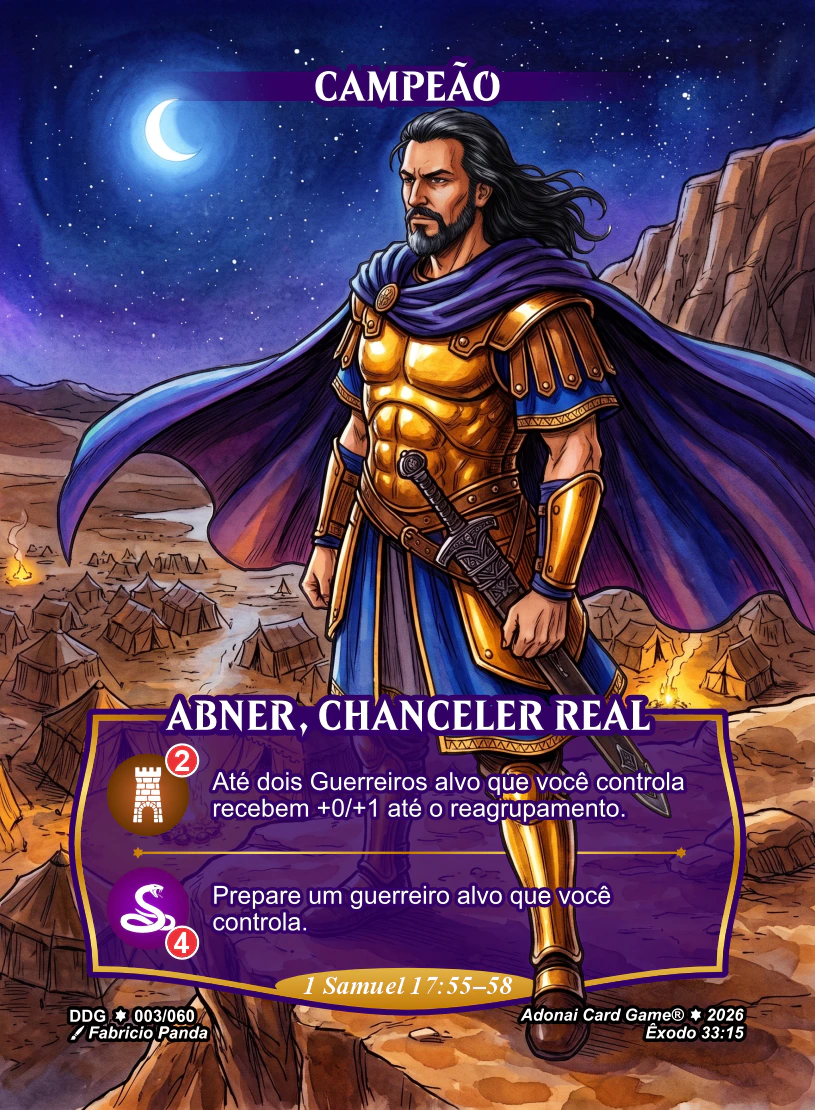 CAMPEÃO
ABNER, CHANCELER REAL
2
Até dois Guerreiros alvo que você controla
recebem +0/+1 até o reagrupamento.
Prepare um guerreiro alvo que você
controla.
4
1 Samuel 17:55–58
DDG ✸ 003/060
Fabricio Panda
Adonai Card Game® ✸ 2026
Êxodo 33:15